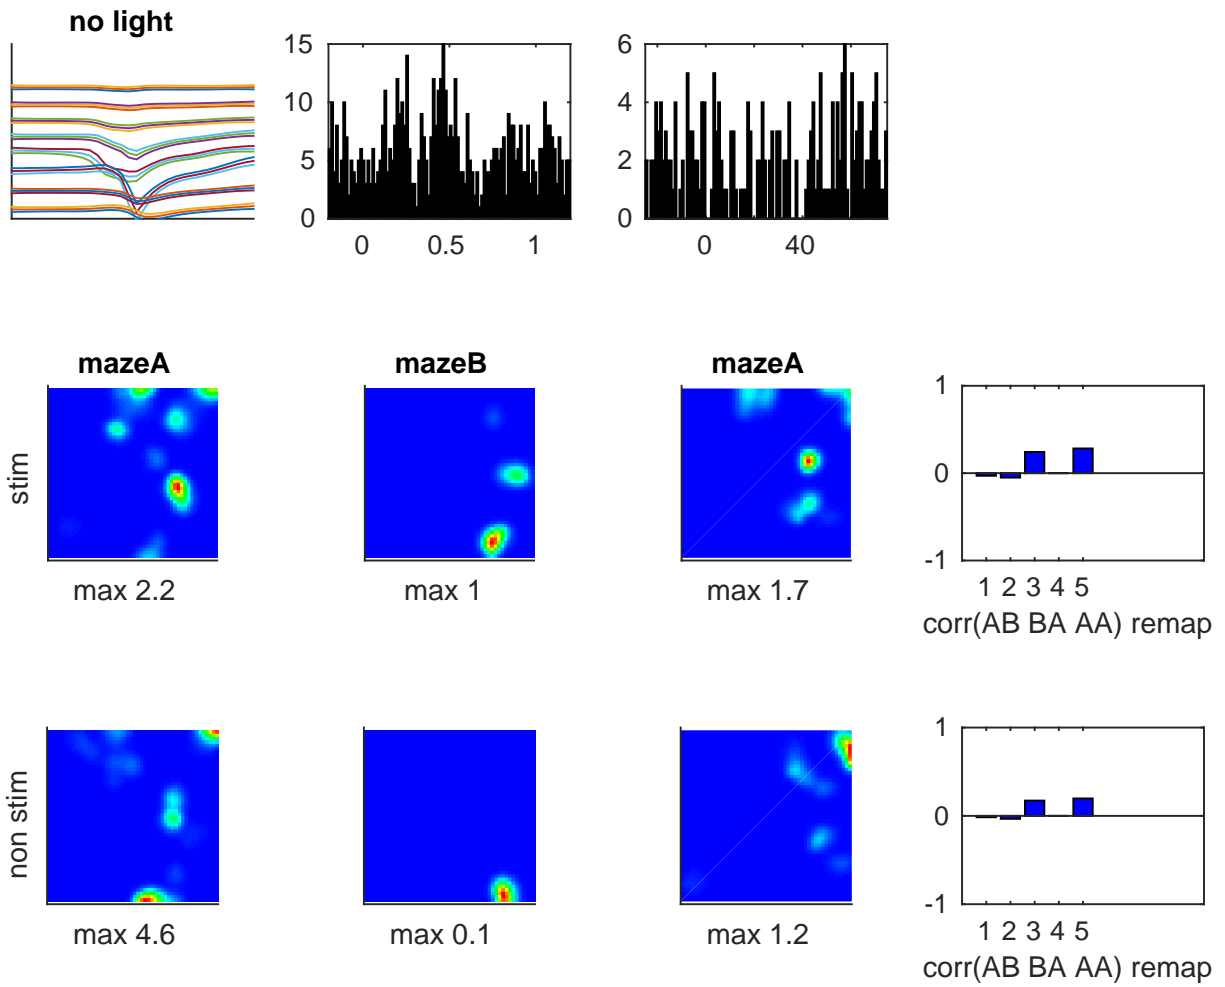 no light
15
10
5
0
0 0.5 1
6
4
2
0
0 40
mazeA mazeB mazeA
stim
max 2.2 max 1 max 1.7
1
0
-1
1 2 3 4 5
corr(AB BA AA) remap
non stim
max 4.6 max 0.1 max 1.2
1
0
-1
1 2 3 4 5
corr(AB BA AA) remap